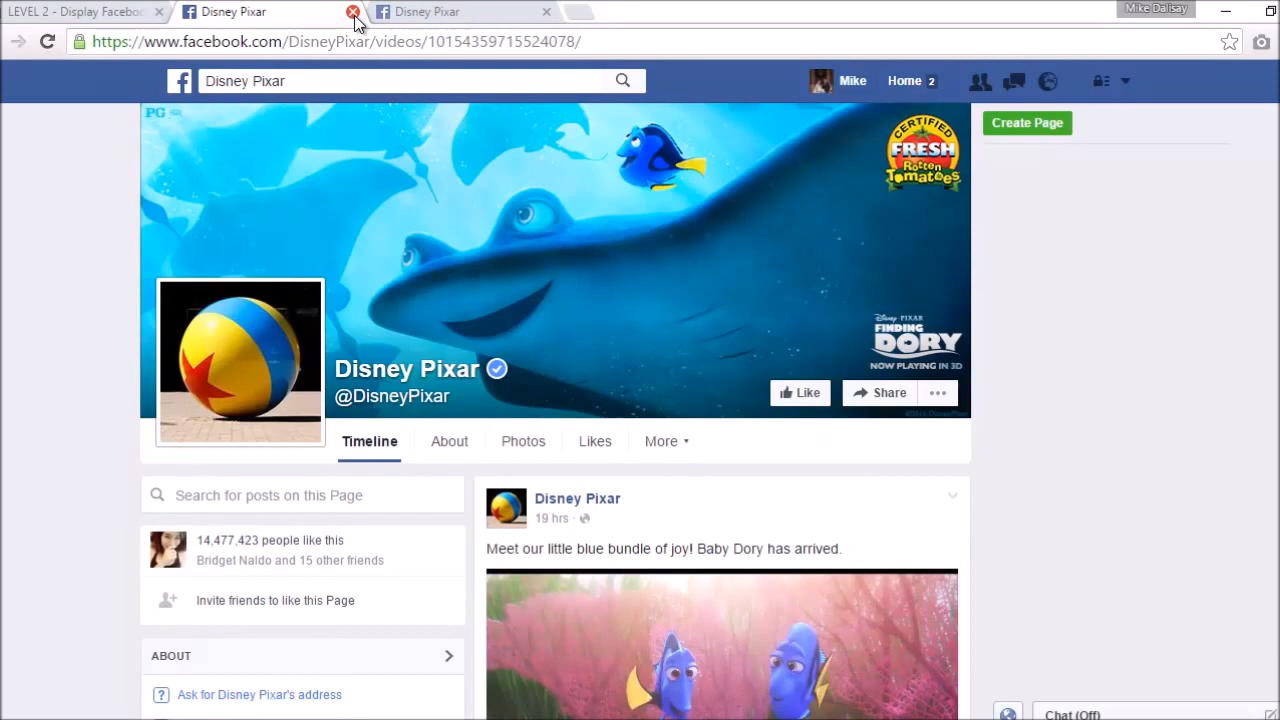 LEVEL 2 - Display Faceboo
Disney Pixar
Disney Pixar
Mike Dalisay
https://www.facebook.com/DisneyPixar/videos/10154359715524078/
Disney Pixar
Mike
Home 2
PG
CERTIFIED
FRESH
Rotten
Tomatoes
Create Page
DISNEY·PIXAR
FINDING
DORY
NOW PLAYING IN 3D
Disney Pixar
@DisneyPixar
Like
Share
Timeline
About
Photos
Likes
More
Search for posts on this Page
14,477,423 people like this
Bridget Naldo and 15 other friends
Invite friends to like this Page
ABOUT
? Ask for Disney Pixar's address
Disney Pixar
19 hrs ·
Meet our little blue bundle of joy! Baby Dory has arrived.
Chat (Off)